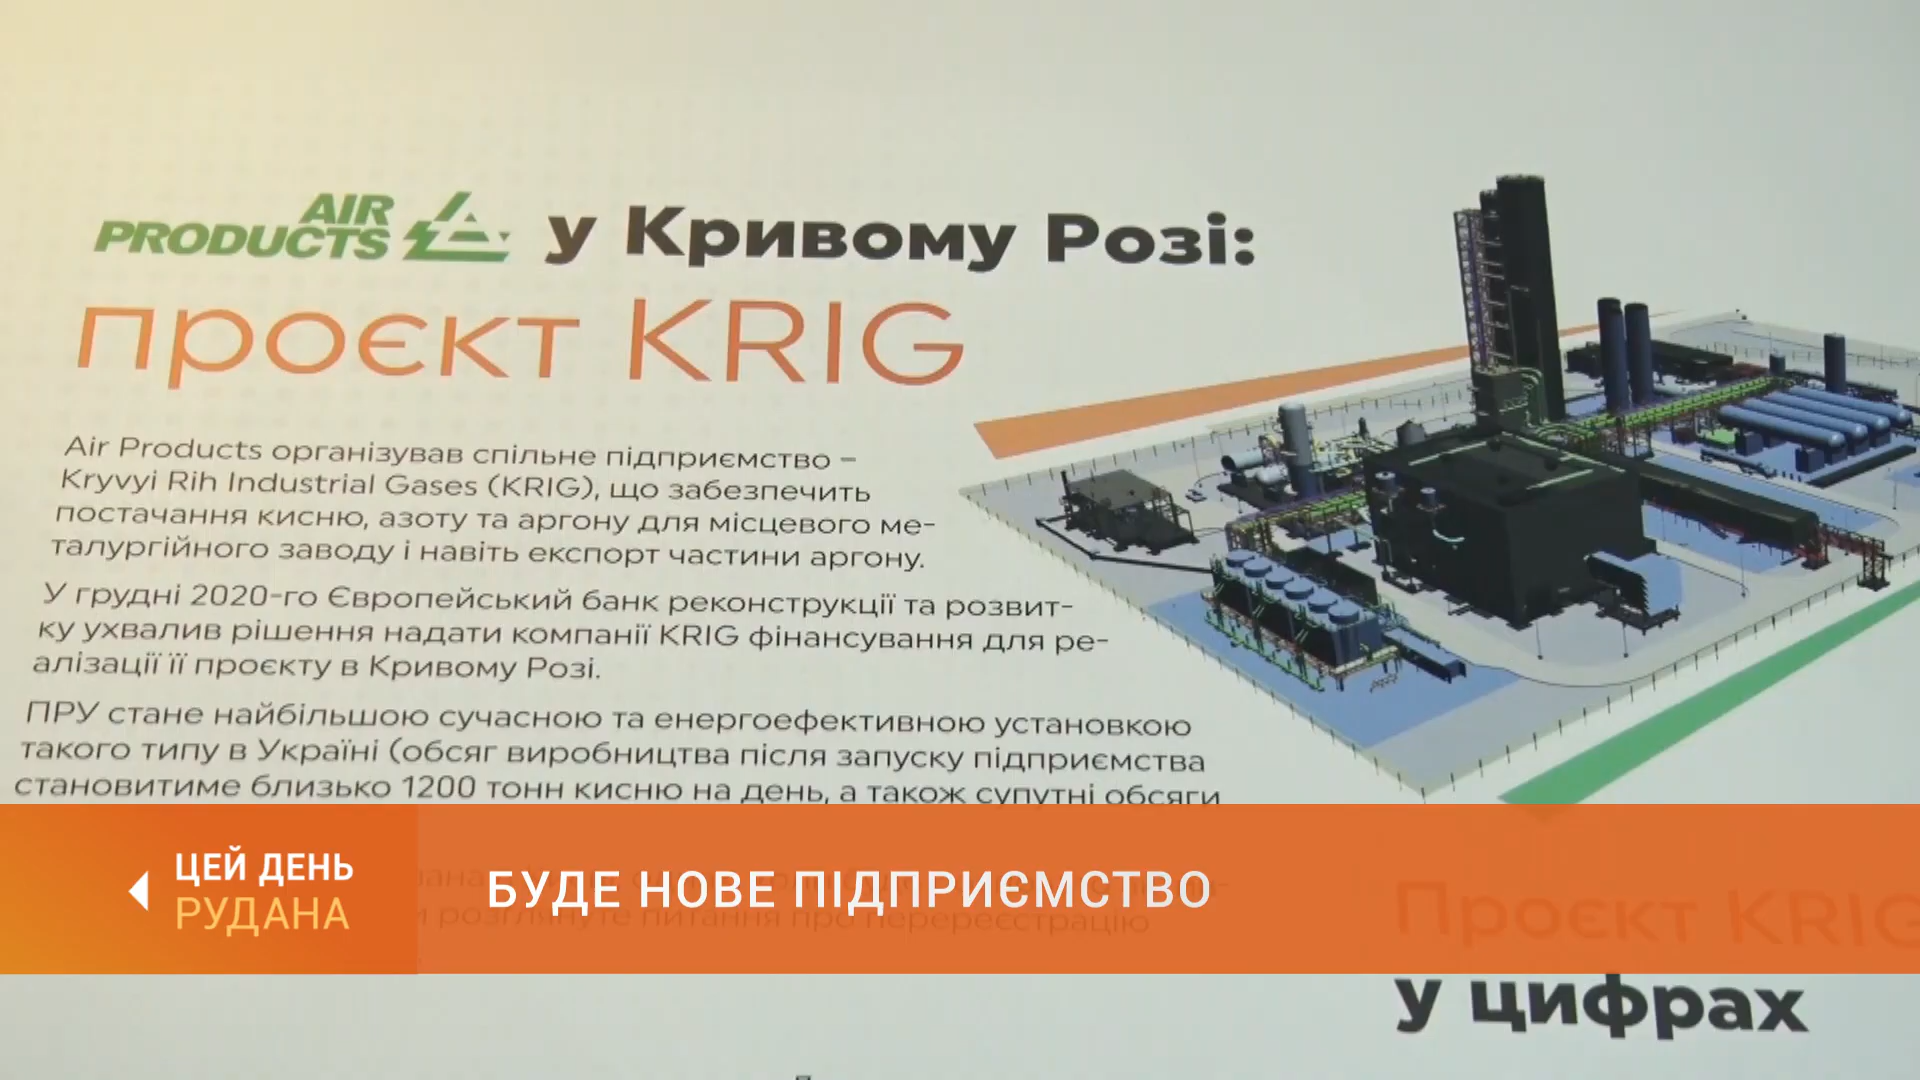 AIR
PRODUCTS у Кривому Розі:
проєкт KRIG
Air Products організував спільне підприємство –
Kryvyi Rih Industrial Gases (KRIG), що забезпечить
постачання кисню, азоту та аргону для місцевого ме-
талургійного заводу і навіть експорт частини аргону.
У грудні 2020-го Європейський банк реконструкції та розвит-
ку ухвалив рішення надати компанії KRIG фінансування для ре-
алізації її проєкту в Кривому Розі.
ПРУ стане найбільшою сучасною та енергоефективною установкою
такого типу в Україні (обсяг виробництва після запуску підприємства
становитиме близько 1200 тонн кисню на день, а також супутні обсяги
ЦЕЙ ДЕНЬ
РУДАНА
БУДЕ НОВЕ ПІДПРИЄМСТВО
розгляне питання про перереєстрацію
Проєкт KRIG
у цифрах